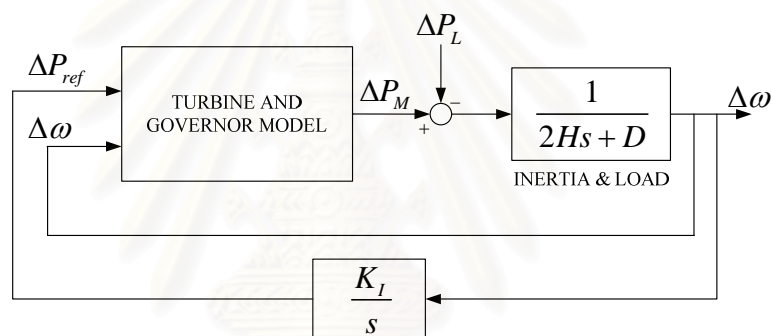 ΔP_L
ΔP_ref
TURBINE AND
GOVERNOR MODEL
Δω
ΔP_M
+
−
1
2Hs + D
INERTIA & LOAD
Δω
K_I
s